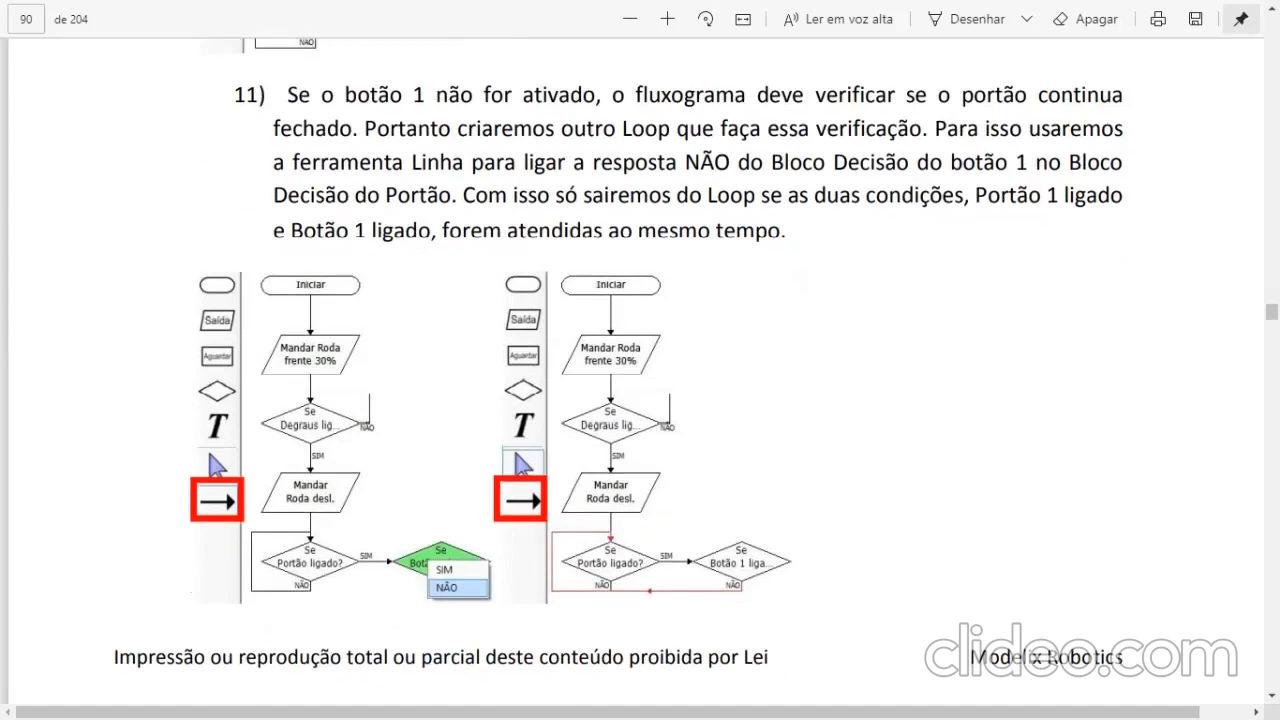 90 de 204 Ler em voz alta Desenhar Apagar
NÃO
11) Se o botão 1 não for ativado, o fluxograma deve verificar se o portão continua
fechado. Portanto criaremos outro Loop que faça essa verificação. Para isso usaremos
a ferramenta Linha para ligar a resposta NÃO do Bloco Decisão do botão 1 no Bloco
Decisão do Portão. Com isso só sairemos do Loop se as duas condições, Portão 1 ligado
e Botão 1 ligado, forem atendidas ao mesmo tempo.
Iniciar
Saída
Mandar Roda
frente 30%
Aguardar
Se
Degraus lig...
NÃO
T
SIM
Mandar
Roda desl.
Se
Portão ligado?
SIM
NÃO
Se
Botã
SIM
NÃO
Iniciar
Saída
Mandar Roda
frente 30%
Aguardar
Se
Degraus lig...
NÃO
T
SIM
Mandar
Roda desl.
Se
Portão ligado?
SIM
NÃO
Se
Botão 1 liga...
NÃO
Impressão ou reprodução total ou parcial deste conteúdo proibida por Lei Modelix Robotics
clideo.com